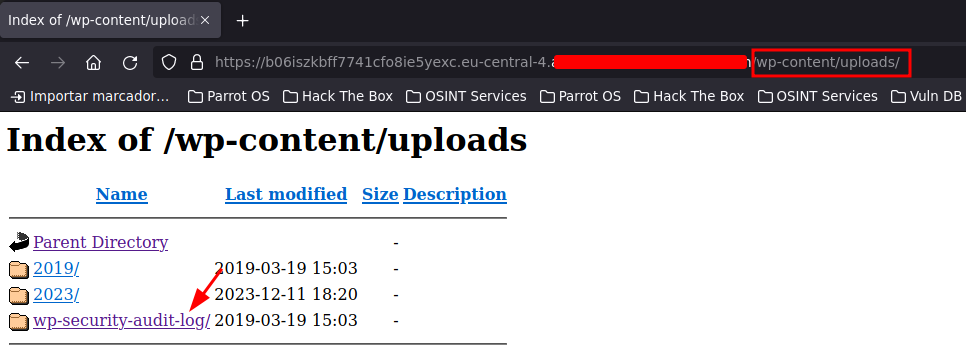 Index of /wp-content/upload
https://b06iszkbff7741cfo8ie5yexc.eu-central-4. /wp-content/uploads/
Importar marcador… Parrot OS Hack The Box OSINT Services Parrot OS Hack The Box OSINT Services Vuln DB
Index of /wp-content/uploads
Name Last modified Size Description
Parent Directory -
2019/ 2019-03-19 15:03 -
2023/ 2023-12-11 18:20 -
wp-security-audit-log/ 2019-03-19 15:03 -